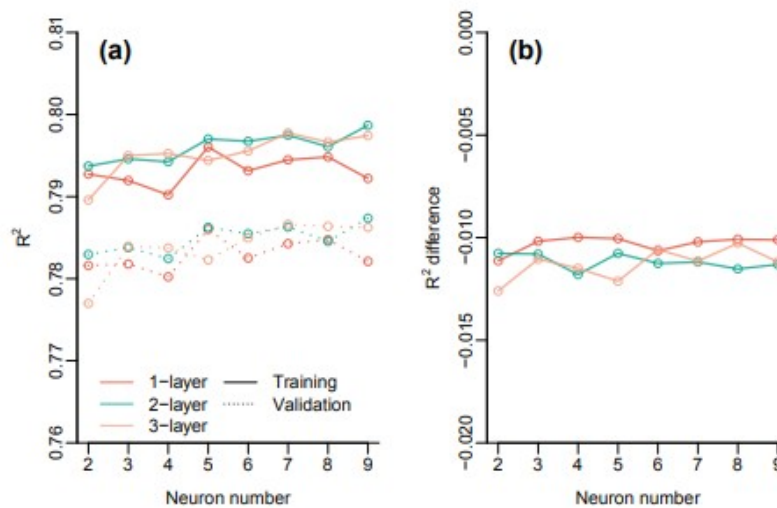 (a)
R²
0.81
0.80
0.79
0.78
0.77
0.76
1−layer
2−layer
3−layer
Training
Validation
2 3 4 5 6 7 8 9
Neuron number
(b)
R² difference
0.000
−0.005
−0.010
−0.015
−0.020
2 3 4 5 6 7 8 9
Neuron number